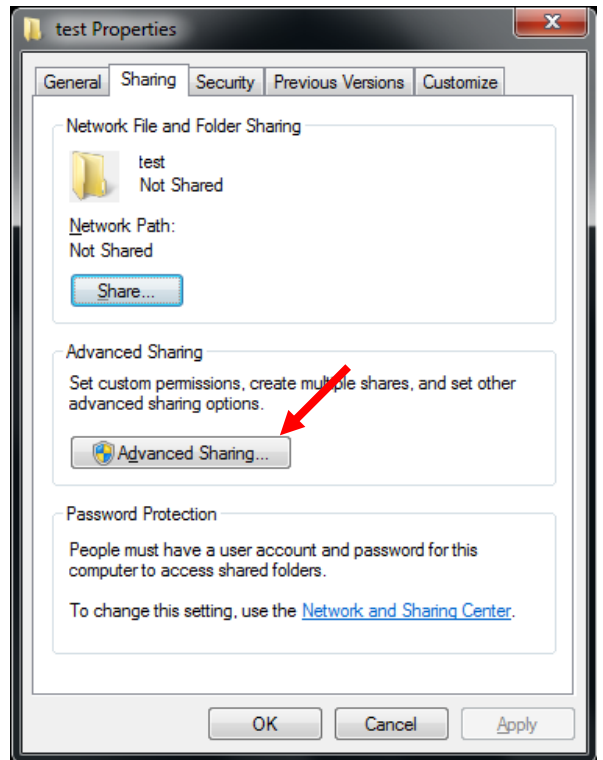 test Properties
General Sharing Security Previous Versions Customize
Network File and Folder Sharing
test
Not Shared
Network Path:
Not Shared
Share...
Advanced Sharing
Set custom permissions, create multiple shares, and set other
advanced sharing options.
Advanced Sharing...
Password Protection
People must have a user account and password for this
computer to access shared folders.
To change this setting, use the Network and Sharing Center.
OK Cancel Apply